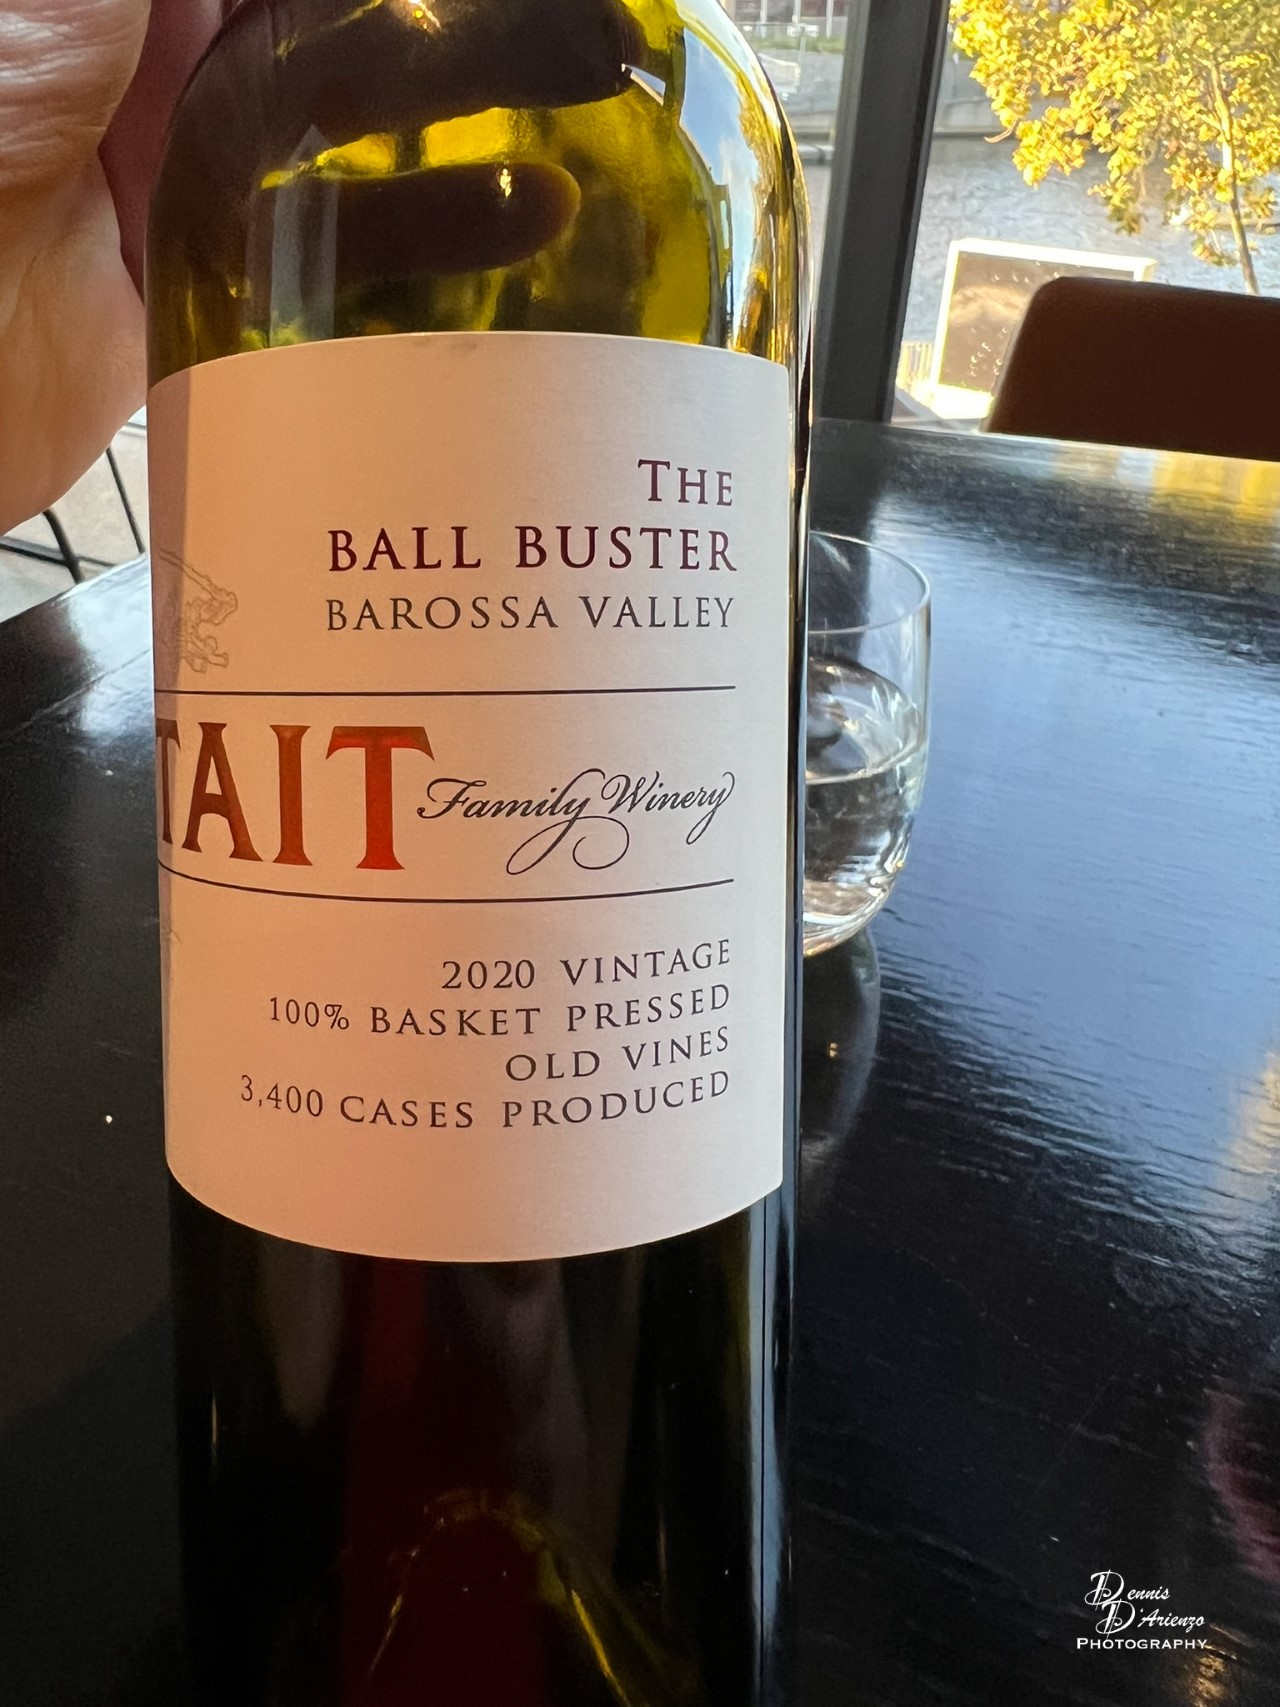 THE
BALL BUSTER
BAROSSA VALLEY
TAIT Family Winery
2020 VINTAGE
100% BASKET PRESSED
OLD VINES
3,400 CASES PRODUCED
Dennis
D'Arienzo
PHOTOGRAPHY